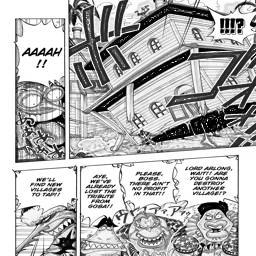 !!!?
AAAAH
!!
LORD
ARLONG,
WAIT!! ARE
YOU GONNA
DESTROY
ANOTHER
VILLAGE!?
PLEASE,
BOSS.
THERE AIN'T
NO PROFIT
IN THAT!!
AYE,
WE'VE
ALREADY
LOST THE
TRIBUTE
FROM
GOSA!!
WE'LL
FIND NEW
VILLAGES
TO TAP!!